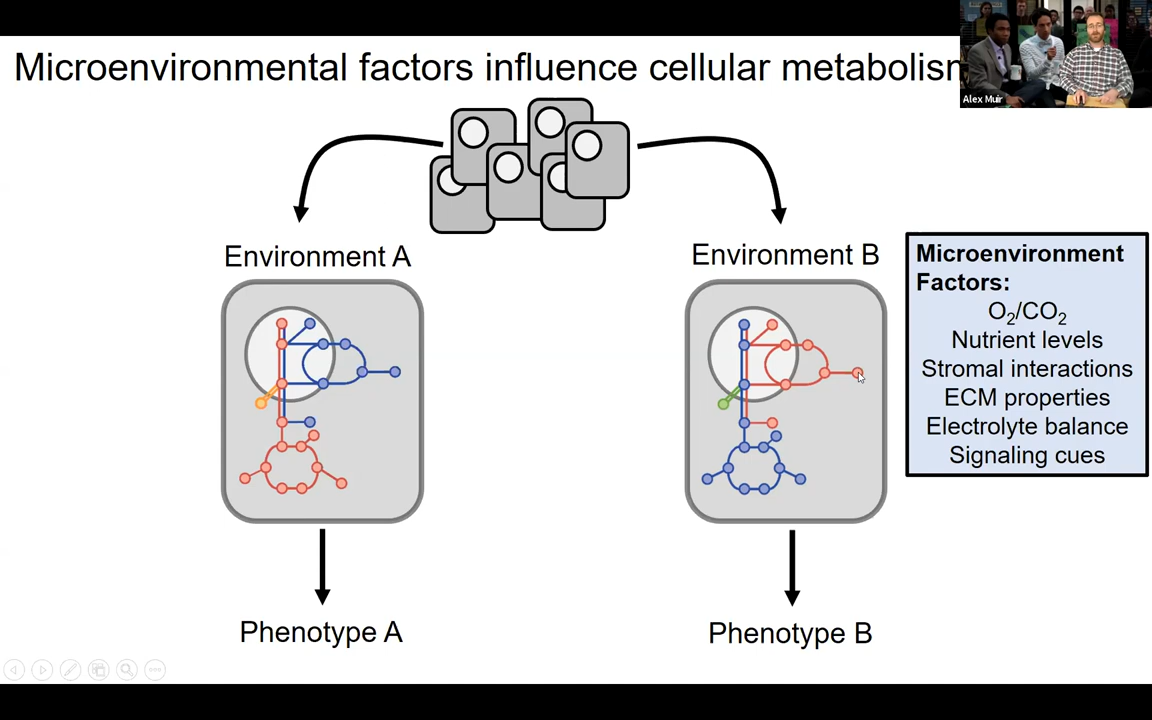 Microenvironmental factors influence cellular metabolism
Alex Muir
Environment A
Environment B
Microenvironment
Factors:
O₂/CO₂
Nutrient levels
Stromal interactions
ECM properties
Electrolyte balance
Signaling cues
Phenotype A
Phenotype B